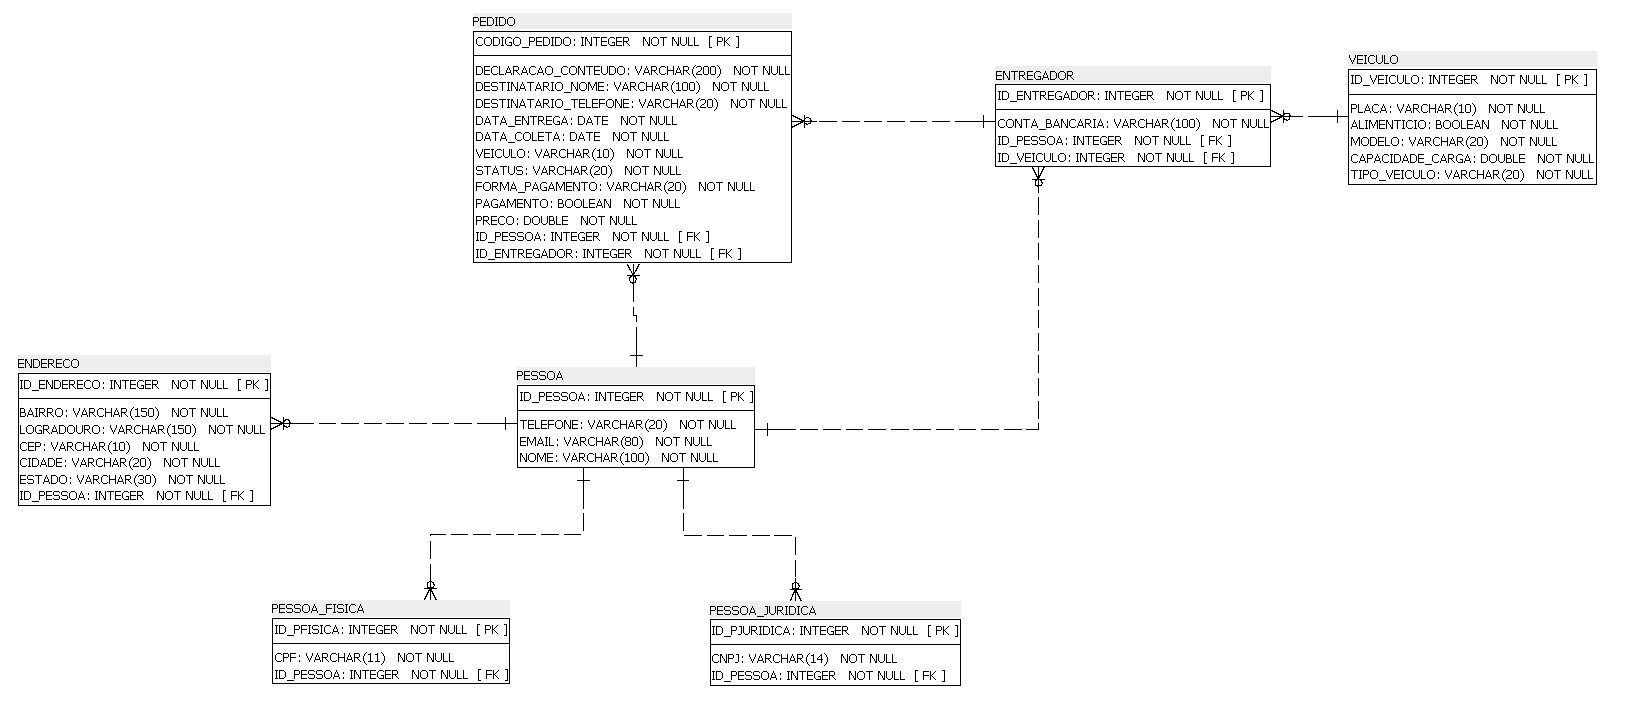 PEDIDO
CODIGO_PEDIDO: INTEGER NOT NULL [ PK ]
DECLARACAO_CONTEUDO: VARCHAR(200) NOT NULL
DESTINATARIO_NOME: VARCHAR(100) NOT NULL
DESTINATARIO_TELEFONE: VARCHAR(20) NOT NULL
DATA_ENTREGA: DATE NOT NULL
DATA_COLETA: DATE NOT NULL
VEICULO: VARCHAR(10) NOT NULL
STATUS: VARCHAR(20) NOT NULL
FORMA_PAGAMENTO: VARCHAR(20) NOT NULL
PAGAMENTO: BOOLEAN NOT NULL
PRECO: DOUBLE NOT NULL
ID_PESSOA: INTEGER NOT NULL [ FK ]
ID_ENTREGADOR: INTEGER NOT NULL [ FK ]
ENTREGADOR
ID_ENTREGADOR: INTEGER NOT NULL [ PK ]
CONTA_BANCARIA: VARCHAR(100) NOT NULL
ID_PESSOA: INTEGER NOT NULL [ FK ]
ID_VEICULO: INTEGER NOT NULL [ FK ]
VEICULO
ID_VEICULO: INTEGER NOT NULL [ PK ]
PLACA: VARCHAR(10) NOT NULL
ALIMENTICIO: BOOLEAN NOT NULL
MODELO: VARCHAR(20) NOT NULL
CAPACIDADE_CARGA: DOUBLE NOT NULL
TIPO_VEICULO: VARCHAR(20) NOT NULL
ENDERECO
ID_ENDERECO: INTEGER NOT NULL [ PK ]
BAIRRO: VARCHAR(150) NOT NULL
LOGRADOURO: VARCHAR(150) NOT NULL
CEP: VARCHAR(10) NOT NULL
CIDADE: VARCHAR(20) NOT NULL
ESTADO: VARCHAR(30) NOT NULL
ID_PESSOA: INTEGER NOT NULL [ FK ]
PESSOA
ID_PESSOA: INTEGER NOT NULL [ PK ]
TELEFONE: VARCHAR(20) NOT NULL
EMAIL: VARCHAR(80) NOT NULL
NOME: VARCHAR(100) NOT NULL
PESSOA_FISICA
ID_PFISICA: INTEGER NOT NULL [ PK ]
CPF: VARCHAR(11) NOT NULL
ID_PESSOA: INTEGER NOT NULL [ FK ]
PESSOA_JURIDICA
ID_PJURIDICA: INTEGER NOT NULL [ PK ]
CNPJ: VARCHAR(14) NOT NULL
ID_PESSOA: INTEGER NOT NULL [ FK ]